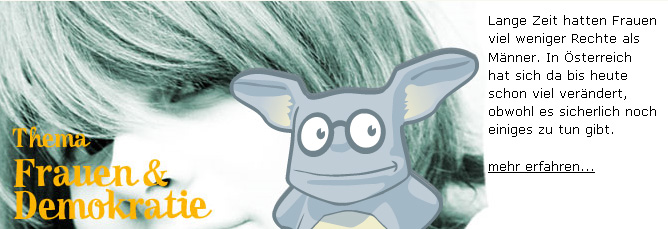 Thema
Frauen &
Demokratie
Lange Zeit hatten Frauen
viel weniger Rechte als
Männer. In Österreich
hat sich da bis heute
schon viel verändert,
obwohl es sicherlich noch
einiges zu tun gibt.
mehr erfahren...